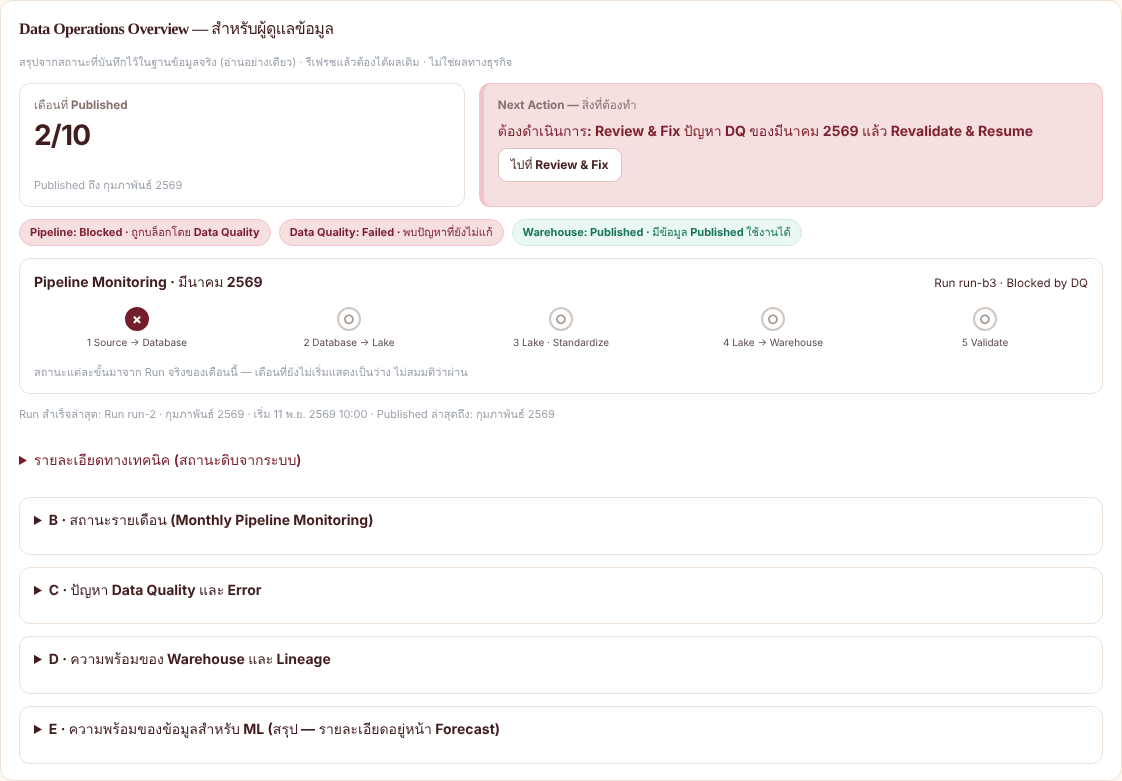 Data Operations Overview — สำหรับผู้ดูแลข้อมูล
สรุปจากสถานะที่บันทึกไว้ในฐานข้อมูลจริง (อ่านอย่างเดียว) · รีเฟรชแล้วต้องได้ผลเดิม · ไม่ใช่ผลทางธุรกิจ
เดือนที่ Published
2/10
Published ถึง กุมภาพันธ์ 2569
Next Action — สิ่งที่ต้องทำ
ต้องดำเนินการ: Review & Fix ปัญหา DQ ของมีนาคม 2569 แล้ว Revalidate & Resume
ไปที่ Review & Fix
Pipeline: Blocked · ถูกบล็อกโดย Data Quality
Data Quality: Failed · พบปัญหาที่ยังไม่แก้
Warehouse: Published · มีข้อมูล Published ใช้งานได้
Pipeline Monitoring · มีนาคม 2569
Run run-b3 · Blocked by DQ
1 Source → Database
2 Database → Lake
3 Lake · Standardize
4 Lake → Warehouse
5 Validate
สถานะแต่ละขั้นมาจาก Run จริงของเดือนนี้ — เดือนที่ยังไม่เริ่มแสดงเป็นว่าง ไม่สมมติว่าผ่าน
Run สำเร็จล่าสุด: Run run-2 · กุมภาพันธ์ 2569 · เริ่ม 11 พ.ย. 2569 10:00 · Published ล่าสุดถึง: กุมภาพันธ์ 2569
▶ รายละเอียดทางเทคนิค (สถานะดิบจากระบบ)
▶ B · สถานะรายเดือน (Monthly Pipeline Monitoring)
▶ C · ปัญหา Data Quality และ Error
▶ D · ความพร้อมของ Warehouse และ Lineage
▶ E · ความพร้อมของข้อมูลสำหรับ ML (สรุป — รายละเอียดอยู่หน้า Forecast)